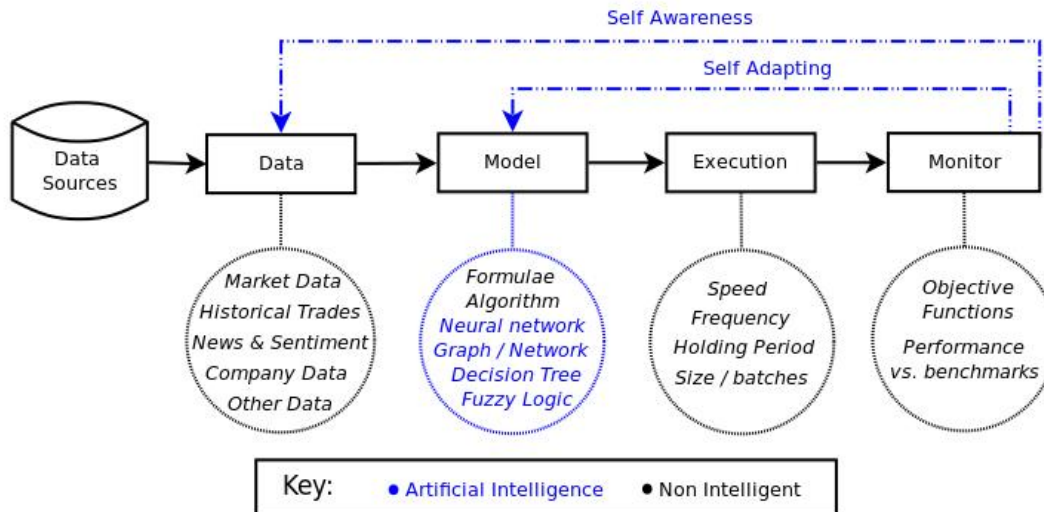 Self Awareness
Self Adapting
Data
Sources
Data
Model
Execution
Monitor
Market Data
Historical Trades
News & Sentiment
Company Data
Other Data
Formulae
Algorithm
Neural network
Graph / Network
Decision Tree
Fuzzy Logic
Speed
Frequency
Holding Period
Size / batches
Objective
Functions
Performance
vs. benchmarks
Key:
Artificial Intelligence
Non Intelligent